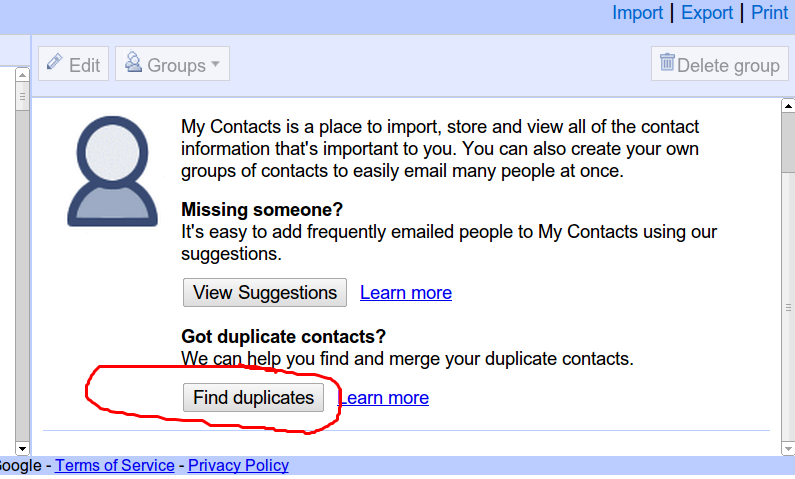 Import | Export | Print
Edit Groups Delete group
My Contacts is a place to import, store and view all of the contact
information that's important to you. You can also create your own
groups of contacts to easily email many people at once.
Missing someone?
It's easy to add frequently emailed people to My Contacts using our
suggestions.
View Suggestions Learn more
Got duplicate contacts?
We can help you find and merge your duplicate contacts.
Find duplicates Learn more
Google - Terms of Service - Privacy Policy